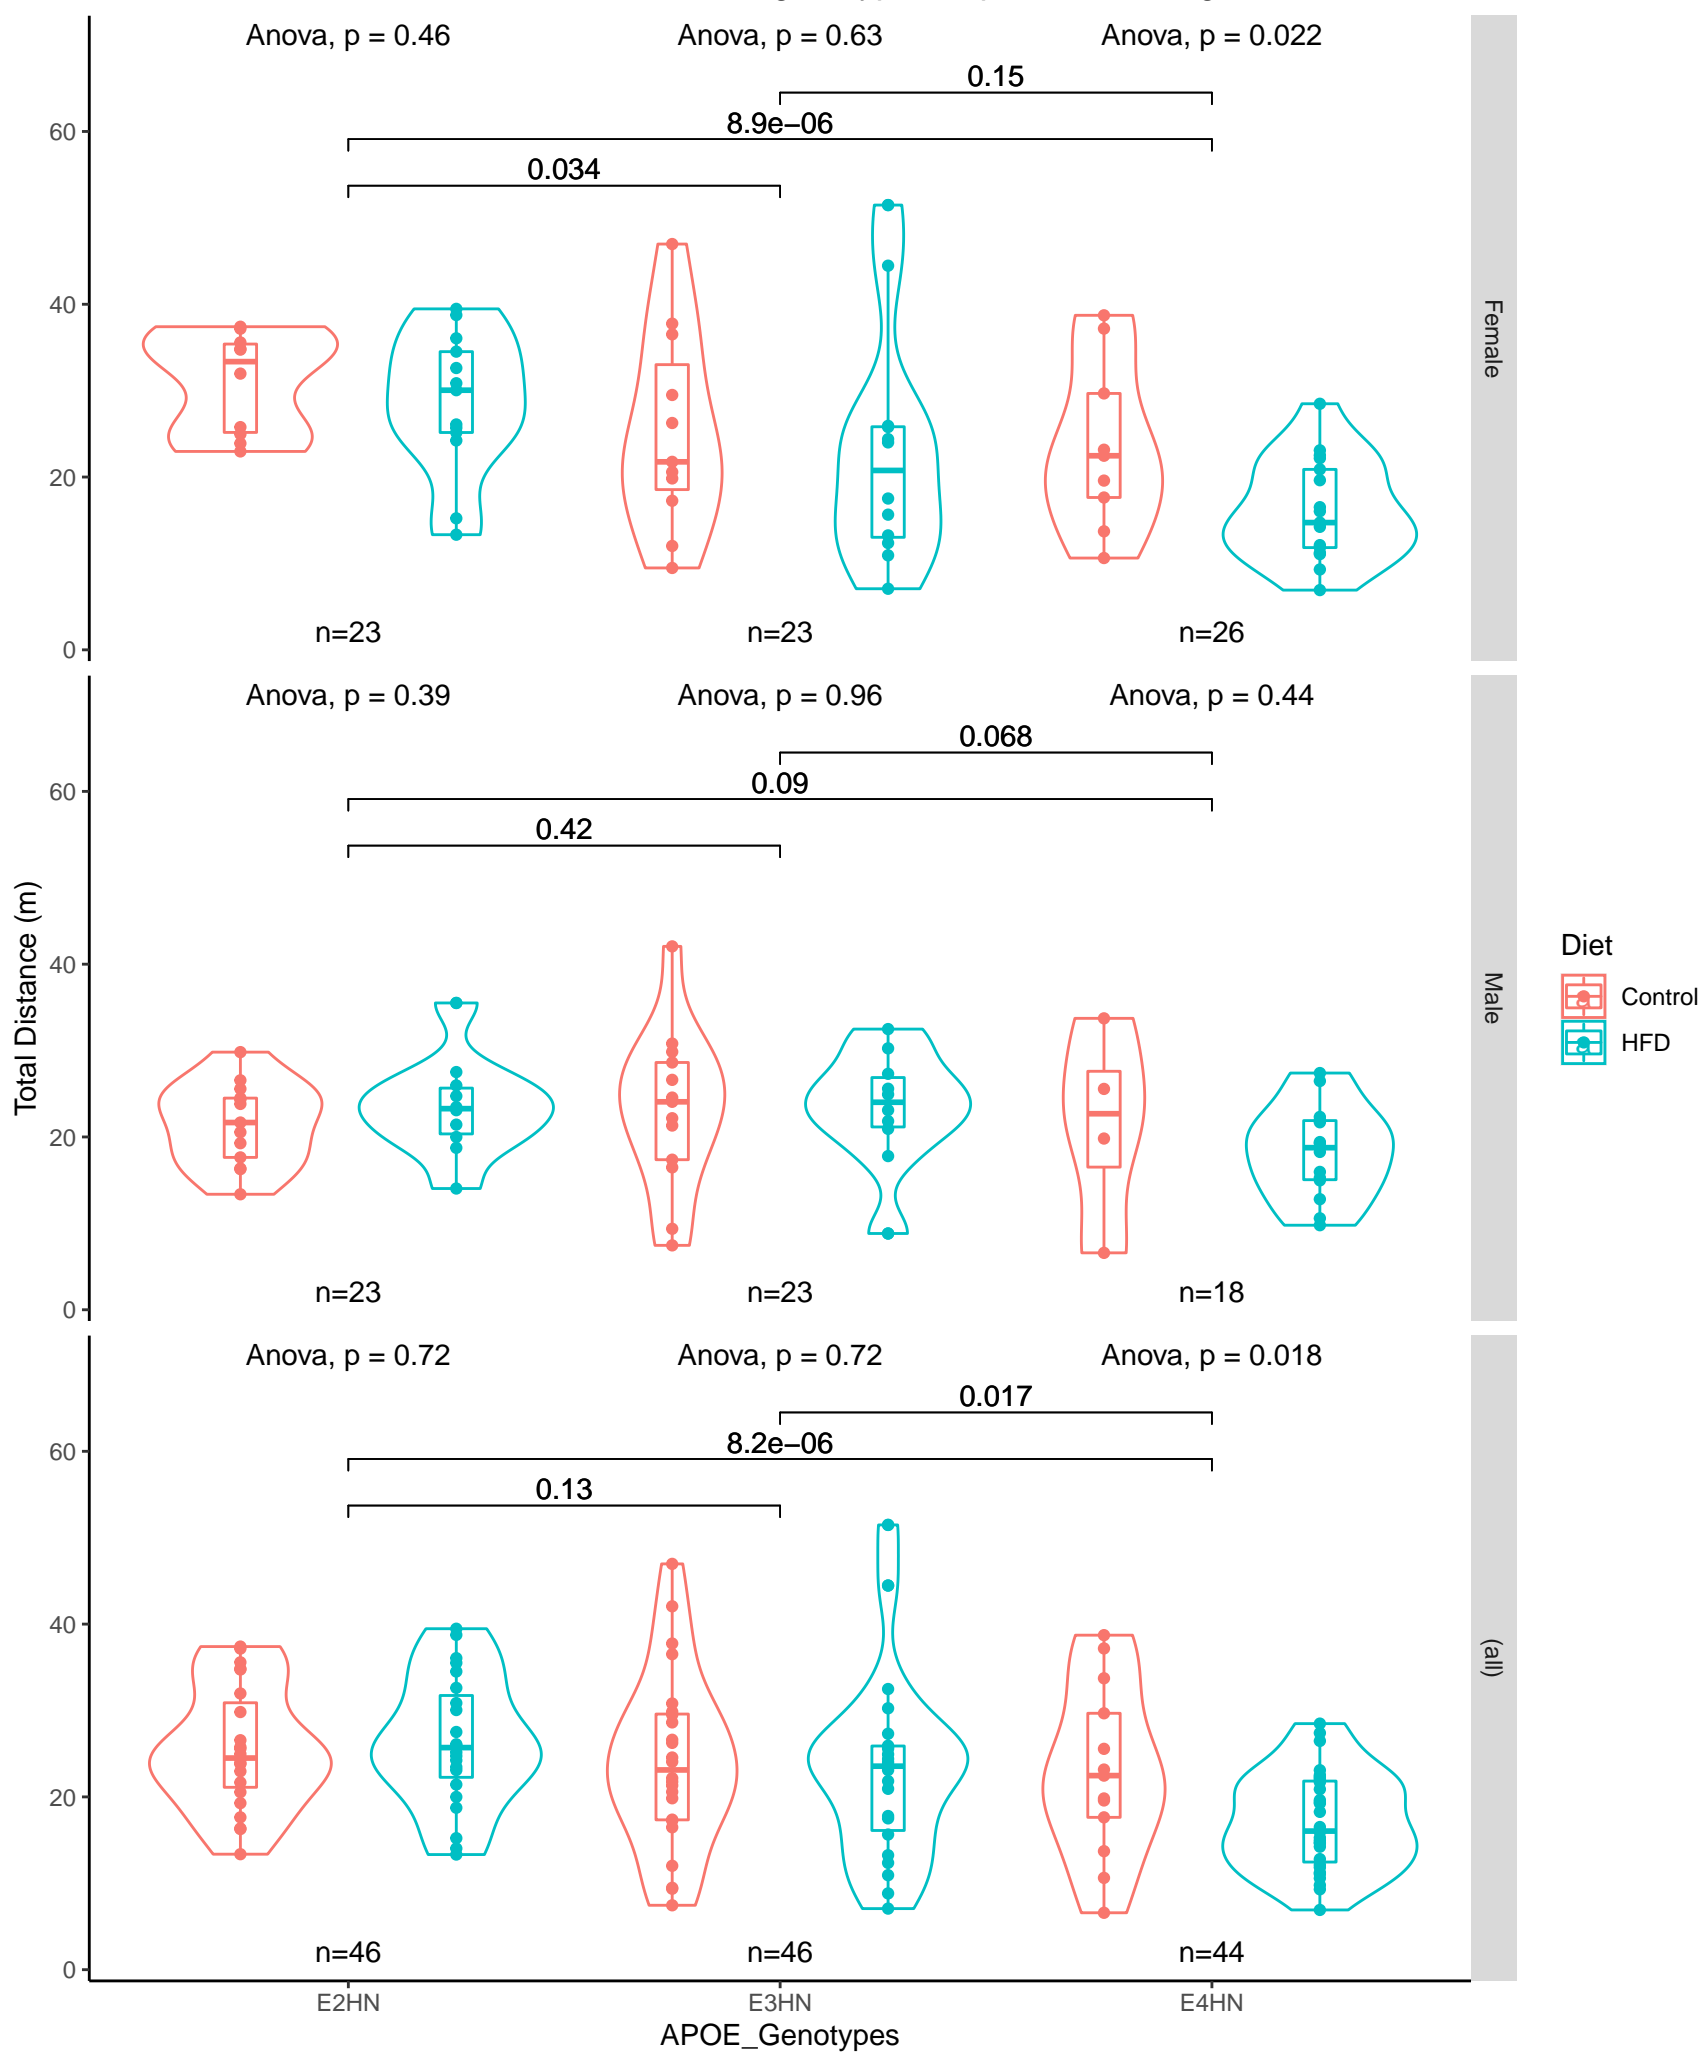 Anova, p = 0.46 Anova, p = 0.63 Anova, p = 0.022
0.15
8.9e−06
0.034
60
40
20
0
n=23 n=23 n=26
Female
Anova, p = 0.39 Anova, p = 0.96 Anova, p = 0.44
0.068
0.09
0.42
60
40
20
0
n=23 n=23 n=18
Male
Total Distance (m)
Diet
Control
HFD
Anova, p = 0.72 Anova, p = 0.72 Anova, p = 0.018
0.017
8.2e−06
0.13
60
40
20
0
n=46 n=46 n=44
(all)
E2HN E3HN E4HN
APOE_Genotypes